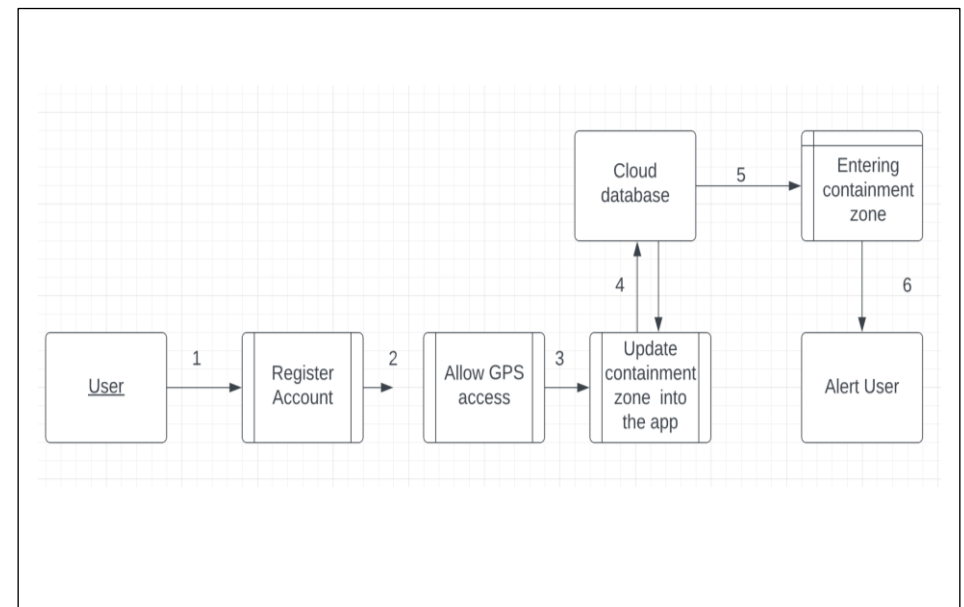 Cloud
database
5
Entering
containment
zone
4
6
User
1
Register
Account
2
Allow GPS
access
3
Update
containment
zone into
the app
Alert User